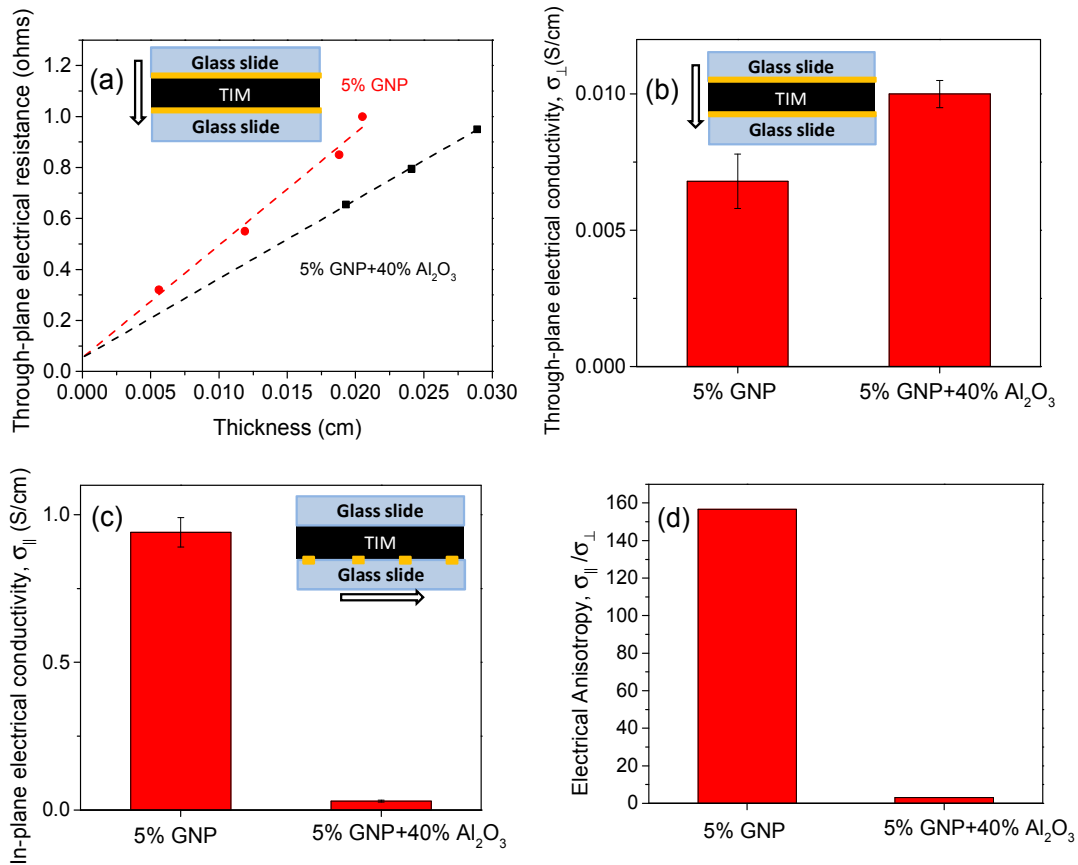 (a)
Glass slide
TIM
Glass slide
5% GNP
5% GNP+40% Al₂O₃
Through-plane electrical resistance (ohms)
1.2
1.0
0.8
0.6
0.4
0.2
0.0
0.000 0.005 0.010 0.015 0.020 0.025 0.030
Thickness (cm)
(b)
Glass slide
TIM
Glass slide
Through-plane electrical conductivity, σ⊥(S/cm)
0.010
0.005
0.000
5% GNP 5% GNP+40% Al₂O₃
(c)
Glass slide
TIM
Glass slide
In-plane electrical conductivity, σ|| (S/cm)
1.0
0.5
0.0
5% GNP 5% GNP+40% Al₂O₃
(d)
Electrical Anisotropy, σ||/σ⊥
160
140
120
100
80
60
40
20
0
5% GNP 5% GNP+40% Al₂O₃